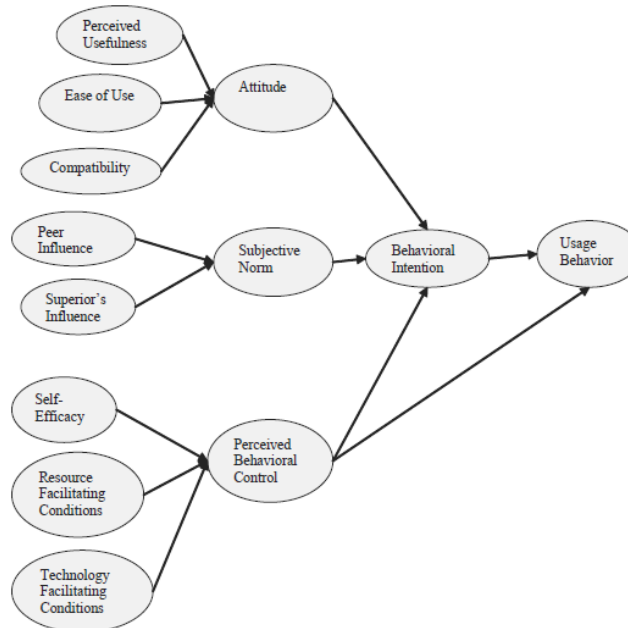 Perceived
Usefulness
Ease of Use
Attitude
Compatibility
Peer
Influence
Subjective
Norm
Behavioral
Intention
Usage
Behavior
Superior's
Influence
Self-
Efficacy
Perceived
Behavioral
Control
Resource
Facilitating
Conditions
Technology
Facilitating
Conditions